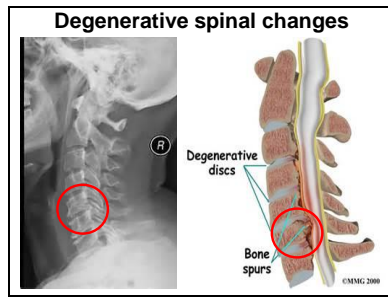 Degenerative spinal changes
R
Degenerative
discs
Bone
spurs
©MMG 2000